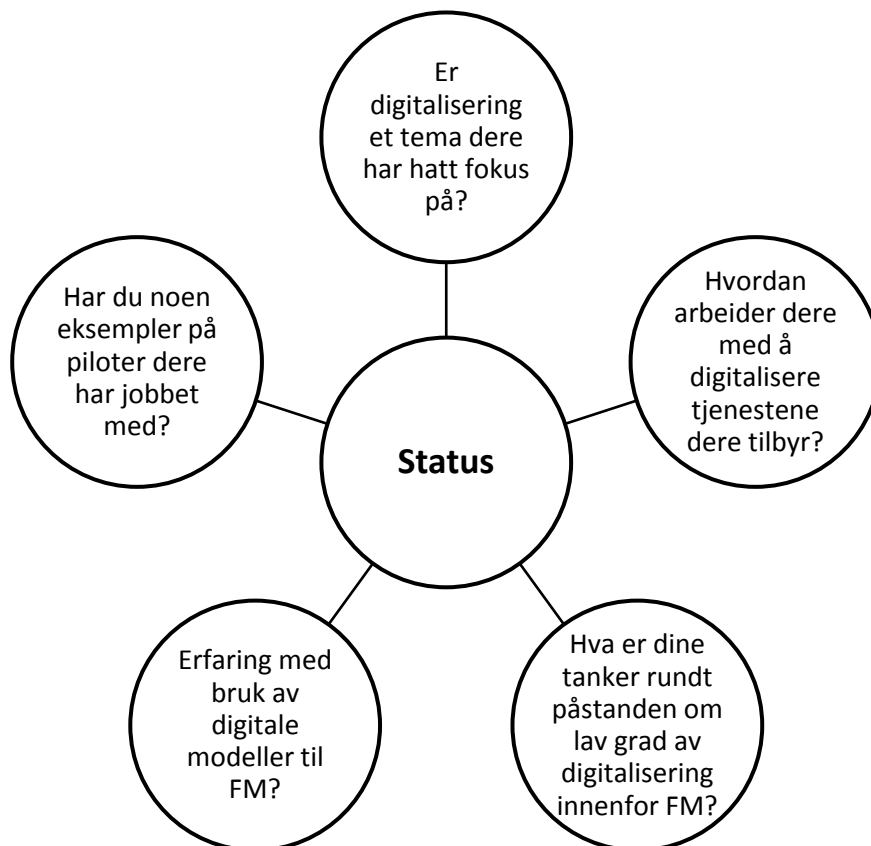 Er
digitalisering
et tema dere
har hatt fokus
på?
Hvordan
arbeider dere
med å
digitalisere
tjenestene
dere tilbyr?
Hva er dine
tanker rundt
påstanden om
lav grad av
digitalisering
innenfor FM?
Erfaring med
bruk av
digitale
modeller til
FM?
Har du noen
eksempler på
piloter dere
har jobbet
med?
Status